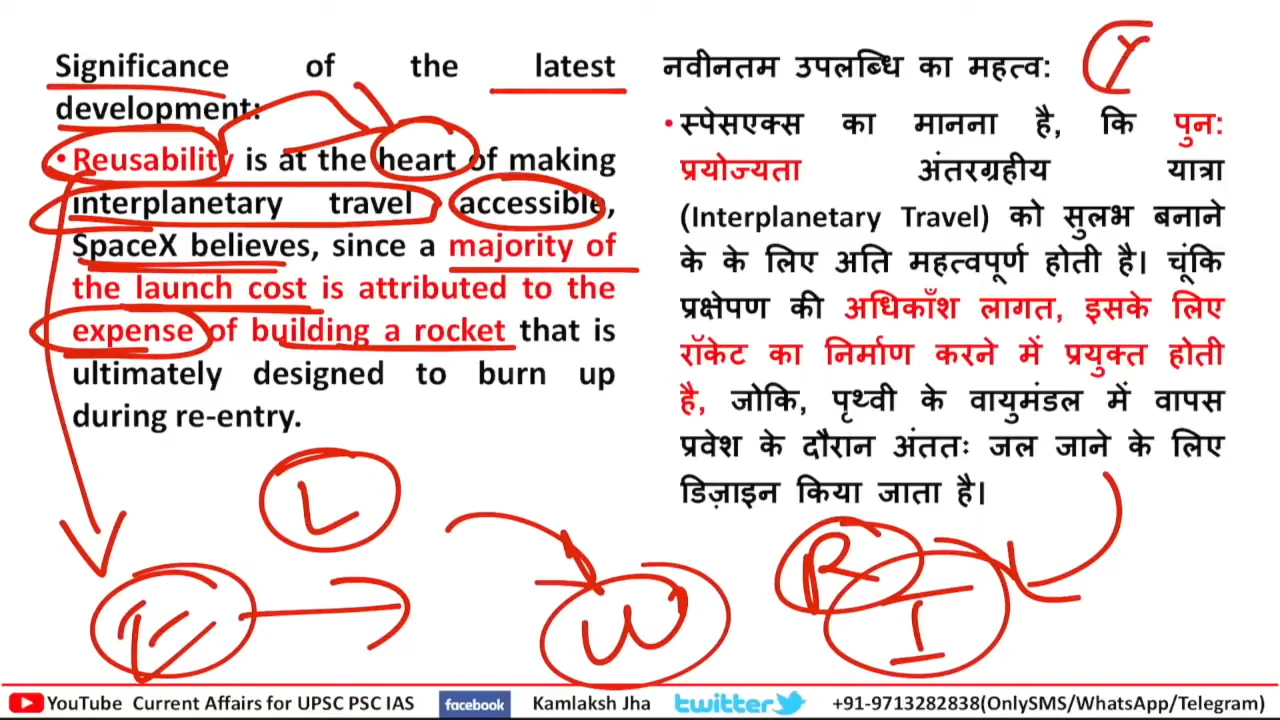 Significance of the latest
development:
• Reusability is at the heart of making
interplanetary travel accessible,
SpaceX believes, since a majority of
the launch cost is attributed to the
expense of building a rocket that is
ultimately designed to burn up
during re-entry.
नवीनतम उपलब्धि का महत्व:
• स्पेसएक्स का मानना है, कि पुन:
प्रयोज्यता अंतरग्रहीय यात्रा
(Interplanetary Travel) को सुलभ बनाने
के के लिए अति महत्वपूर्ण होती है। चूंकि
प्रक्षेपण की अधिकाँश लागत, इसके लिए
रॉकेट का निर्माण करने में प्रयुक्त होती
है, जोकि, पृथ्वी के वायुमंडल में वापस
प्रवेश के दौरान अंततः जल जाने के लिए
डिज़ाइन किया जाता है।
Y
L
W
R
I
YouTube Current Affairs for UPSC PSC IAS facebook Kamlaksh Jha twitter +91-9713282838(OnlySMS/WhatsApp/Telegram)